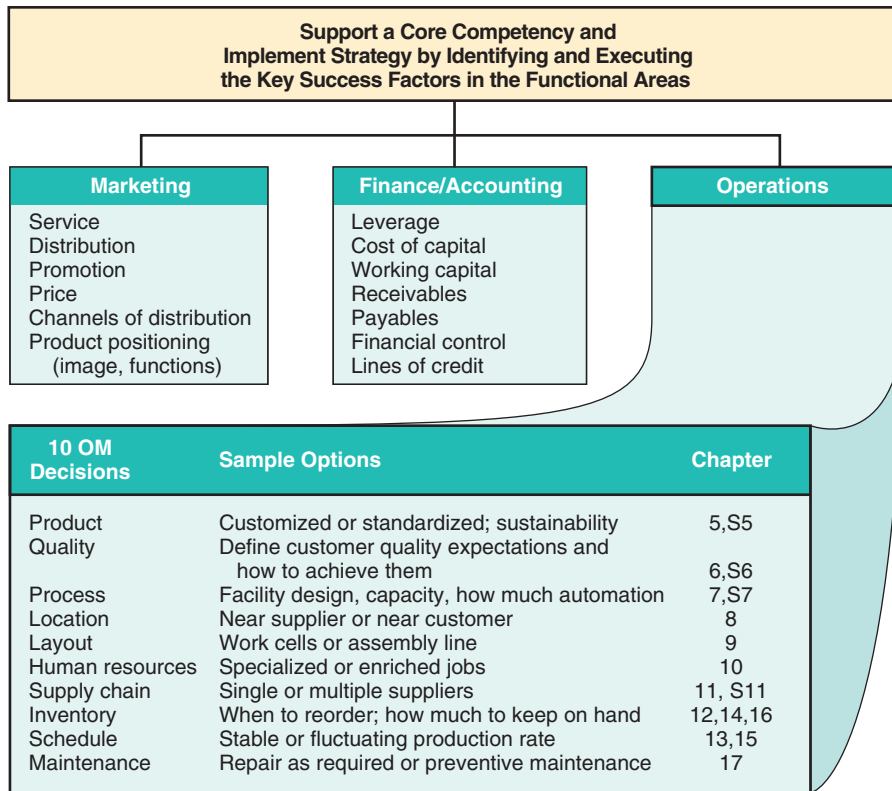 Support a Core Competency and
Implement Strategy by Identifying and Executing
the Key Success Factors in the Functional Areas
Marketing
Service
Distribution
Promotion
Price
Channels of distribution
Product positioning
(image, functions)
Finance/Accounting
Leverage
Cost of capital
Working capital
Receivables
Payables
Financial control
Lines of credit
Operations
10 OM
Decisions Sample Options Chapter
Product Customized or standardized; sustainability 5,S5
Quality Define customer quality expectations and
how to achieve them 6,S6
Process Facility design, capacity, how much automation 7,S7
Location Near supplier or near customer 8
Layout Work cells or assembly line 9
Human resources Specialized or enriched jobs 10
Supply chain Single or multiple suppliers 11, S11
Inventory When to reorder; how much to keep on hand 12,14,16
Schedule Stable or fluctuating production rate 13,15
Maintenance Repair as required or preventive maintenance 17